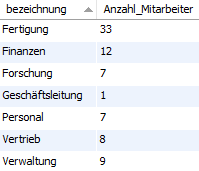 bezeichnung Anzahl_Mitarbeiter
Fertigung 33
Finanzen 12
Forschung 7
Geschäftsleitung 1
Personal 7
Vertrieb 8
Verwaltung 9